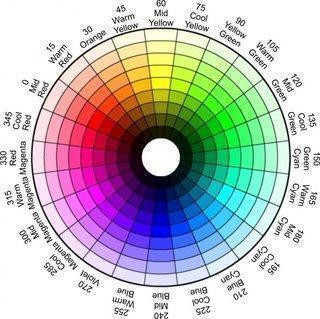 60
Mid
Yellow
75
Cool
Yellow
90
Yellow
Green
105
Warm
Green
120
Mid
Green
135
Cool
Green
150
Green
Cyan
165
Warm
Cyan
180
Mid
Cyan
195
Cool
Cyan
210
Cyan
Blue
225
Cool
Blue
240
Mid
Blue
255
Warm
Blue
270
Violet
285
Cool
Magenta
300
Mid
Magenta
315
Warm
Magenta
330
Red
Magenta
345
Cool
Red
0
Mid
Red
15
Warm
Red
30
Orange
45
Warm
Yellow